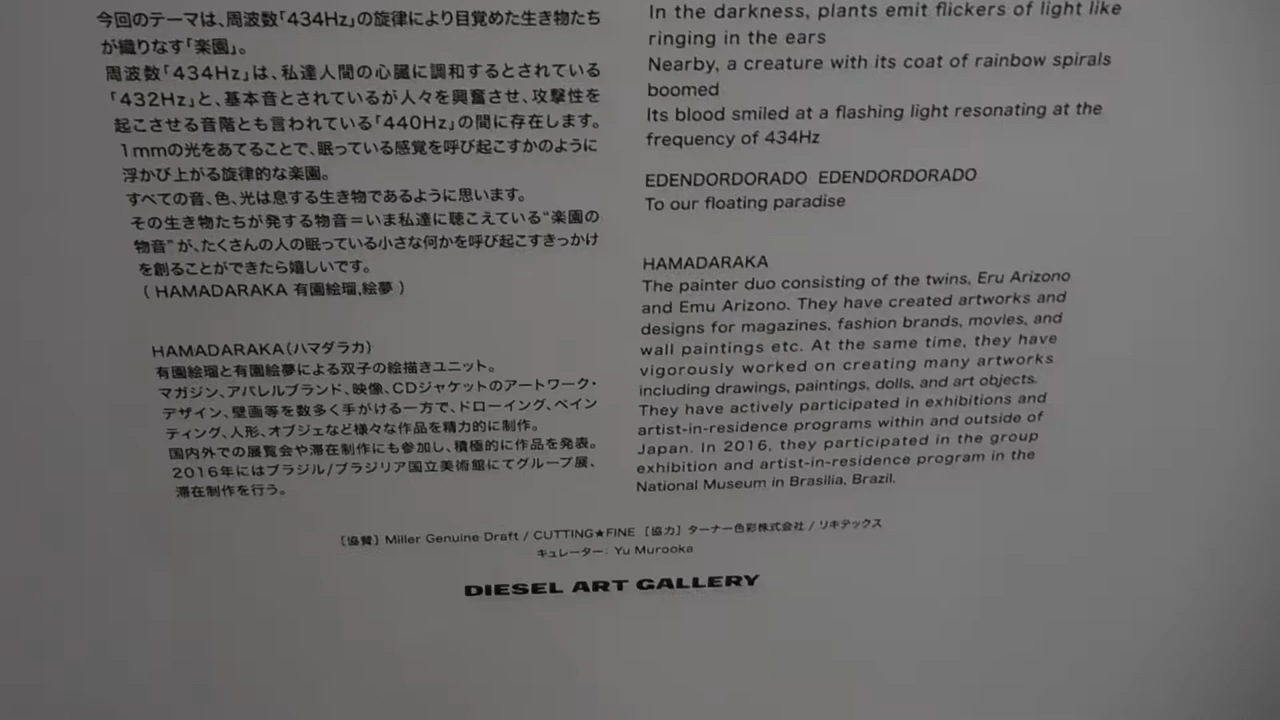 今回のテーマは、周波数「434Hz」の旋律により目覚めた生き物たち
が織りなす「楽園」。
周波数「434Hz」は、私達人間の心臓に調和するとされている
「432Hz」と、基本音とされているが人々を興奮させ、攻撃性を
起こさせる音階とも言われている「440Hz」の間に存在します。
1mmの光をあてることで、眠っている感覚を呼び起こすかのように
浮かび上がる旋律的な楽園。
すべての音、色、光は息する生き物であるように思います。
その生き物たちが発する物音＝いま私達に聴こえている“楽園の
物音”が、たくさんの人の眠っている小さな何かを呼び起こすきっかけ
を創ることができたら嬉しいです。
( HAMADARAKA 有園絵瑠,絵夢 )
HAMADARAKA(ハマダラカ)
有園絵瑠と有園絵夢による双子の絵描きユニット。
マガジン、アパレルブランド、映像、CDジャケットのアートワーク・
デザイン、壁画等を数多く手がける一方で、ドローイング、ペイン
ティング、人形、オブジェなど様々な作品を精力的に制作。
国内外での展覧会や滞在制作にも参加し、積極的に作品を発表。
2016年にはブラジル/ブラジリア国立美術館にてグループ展、
滞在制作を行う。
In the darkness, plants emit flickers of light like
ringing in the ears
Nearby, a creature with its coat of rainbow spirals
boomed
Its blood smiled at a flashing light resonating at the
frequency of 434Hz
EDENDORDORADO EDENDORDORADO
To our floating paradise
HAMADARAKA
The painter duo consisting of the twins, Eru Arizono
and Emu Arizono. They have created artworks and
designs for magazines, fashion brands, movies, and
wall paintings etc. At the same time, they have
vigorously worked on creating many artworks
including drawings, paintings, dolls, and art objects.
They have actively participated in exhibitions and
artist-in-residence programs within and outside of
Japan. In 2016, they participated in the group
exhibition and artist-in-residence program in the
National Museum in Brasilia, Brazil.
［協賛］Miller Genuine Draft / CUTTING★FINE ［協力］ターナー色彩株式会社 / リキテックス
キュレーター: Yu Murooka
DIESEL ART GALLERY